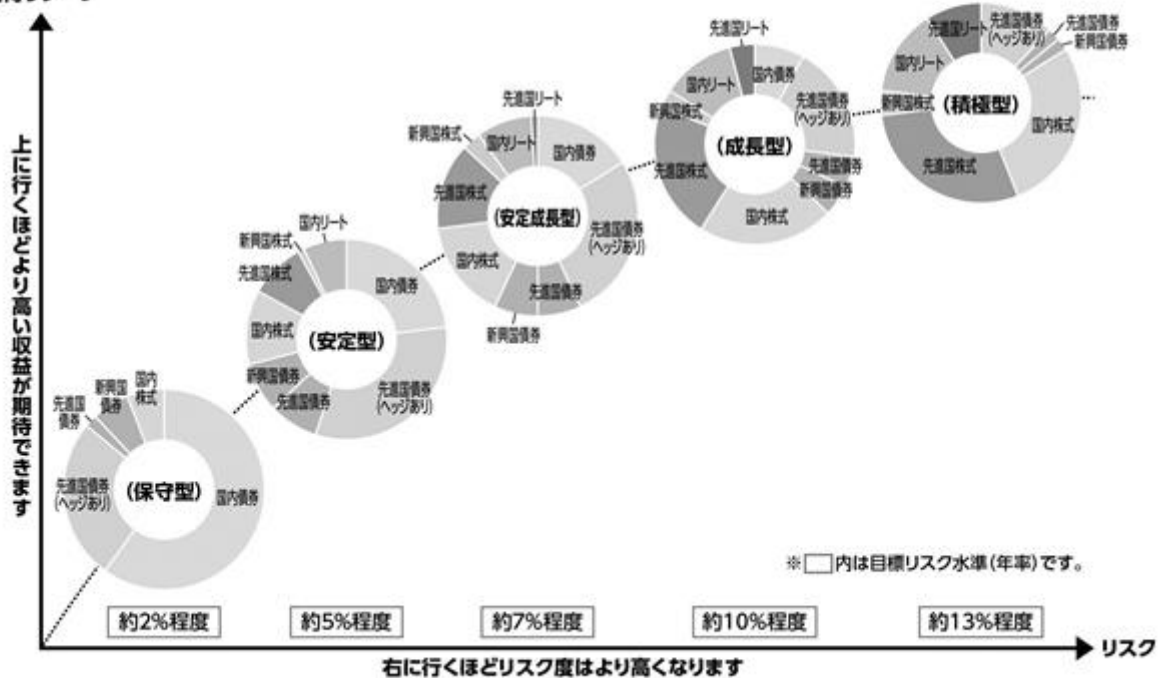 上に行くほどより高い収益が期待できます
(保守型)
国内債券
先進国債券
(ヘッジあり)
先進国
債券
新興国
債券
国内
株式
約2%程度
(安定型)
国内債券
先進国債券
(ヘッジあり)
先進国債券
新興国債券
国内株式
先進国株式
新興国株式
国内リート
約5%程度
(安定成長型)
国内債券
先進国債券
(ヘッジあり)
先進国債券
新興国債券
国内株式
先進国株式
新興国株式
国内リート
先進国リート
約7%程度
(成長型)
国内債券
先進国債券
(ヘッジあり)
先進国債券
新興国債券
国内株式
先進国株式
新興国株式
国内リート
先進国リート
約10%程度
(積極型)
先進国債券
(ヘッジあり)
先進国債券
新興国債券
国内株式
先進国株式
新興国株式
国内リート
先進国リート
約13%程度
※ 内は目標リスク水準(年率)です。
リスク
右に行くほどリスク度はより高くなります